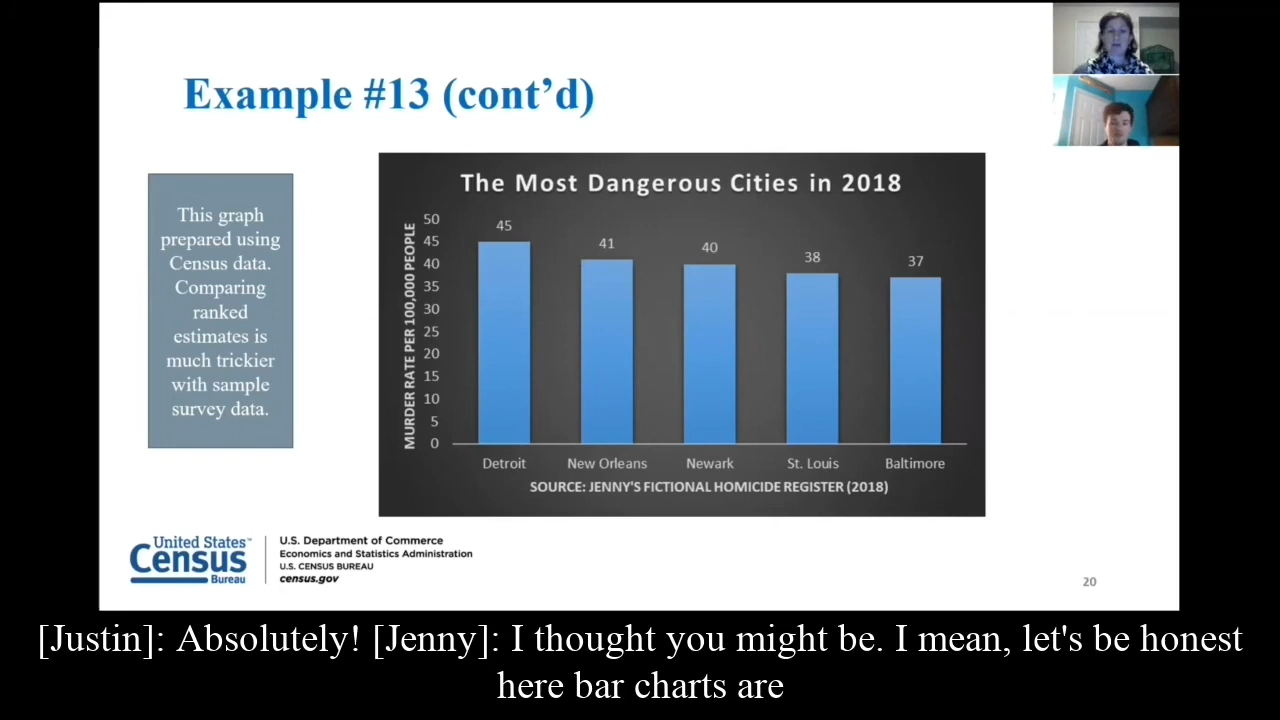 Example #13 (cont’d)
This graph
prepared using
Census data.
Comparing
ranked
estimates is
much trickier
with sample
survey data.
The Most Dangerous Cities in 2018
MURDER RATE PER 100,000 PEOPLE
50
45
40
35
30
25
20
15
10
5
0
45
41
40
38
37
Detroit
New Orleans
Newark
St. Louis
Baltimore
SOURCE: JENNY'S FICTIONAL HOMICIDE REGISTER (2018)
United States™
Census
Bureau
U.S. Department of Commerce
Economics and Statistics Administration
U.S. CENSUS BUREAU
census.gov
20
[Justin]: Absolutely! [Jenny]: I thought you might be. I mean, let's be honest
here bar charts are